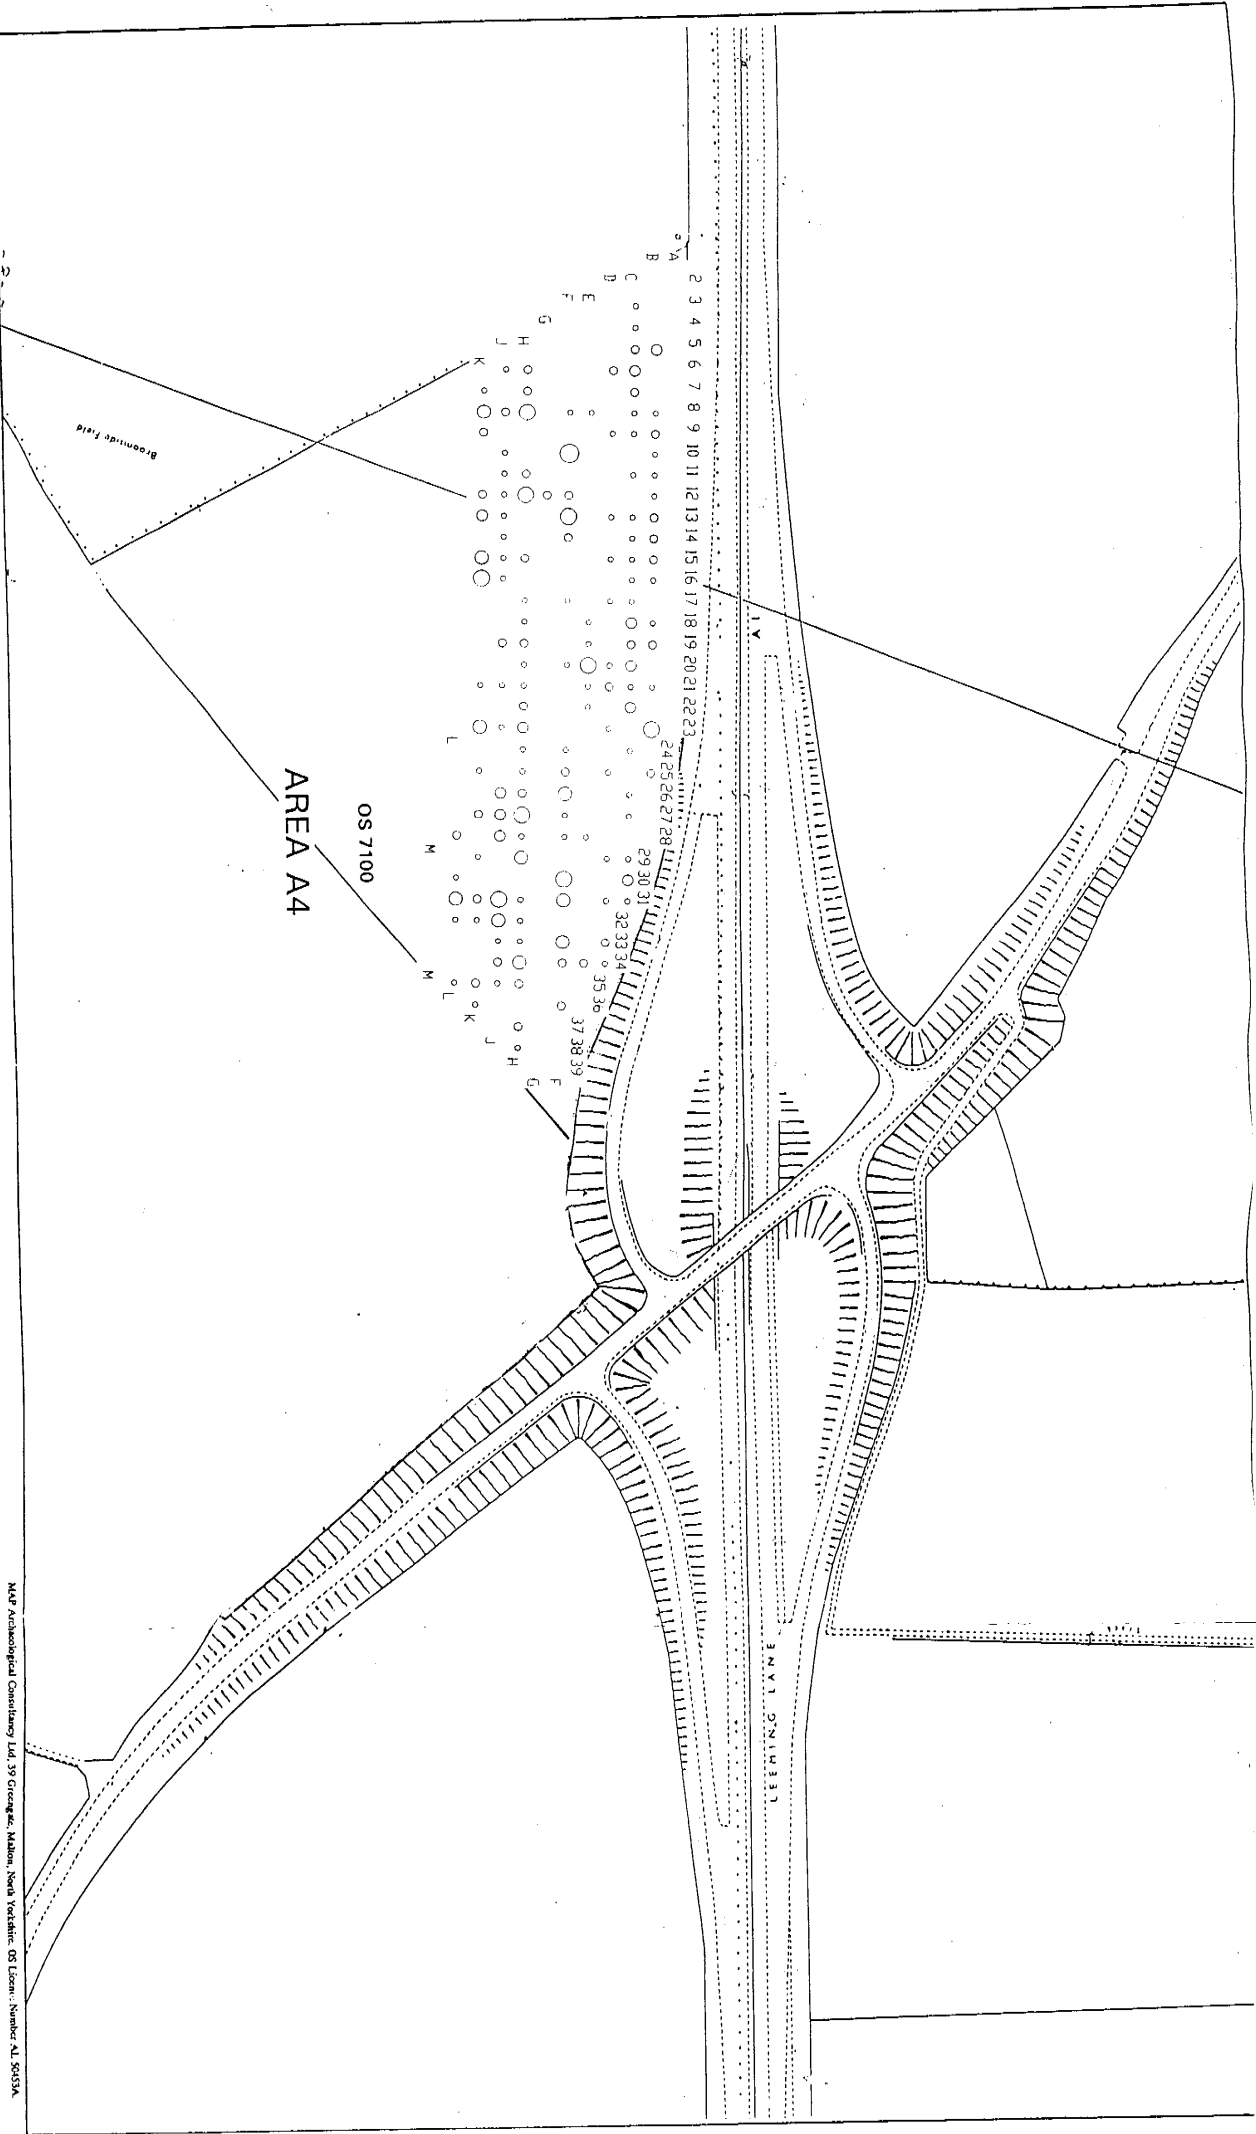 A
B
C
D
E
F
G
H
J
K
2 3 4 5 6 7 8 9 10 11 12 13 14 15 16 17 18 19 20 21 22 23
24 25 26 27 28
29 30 31
32 33 34
35 36
37 38 39
L
M
M
L
K
J
H
G
F
A 1
LEEMING LANE
Broomside Field
OS 7100
AREA A4
MAP Archaeological Consultancy Ltd, 39 Greengate, Malton, North Yorkshire. OS Licence Number AL 50453A.